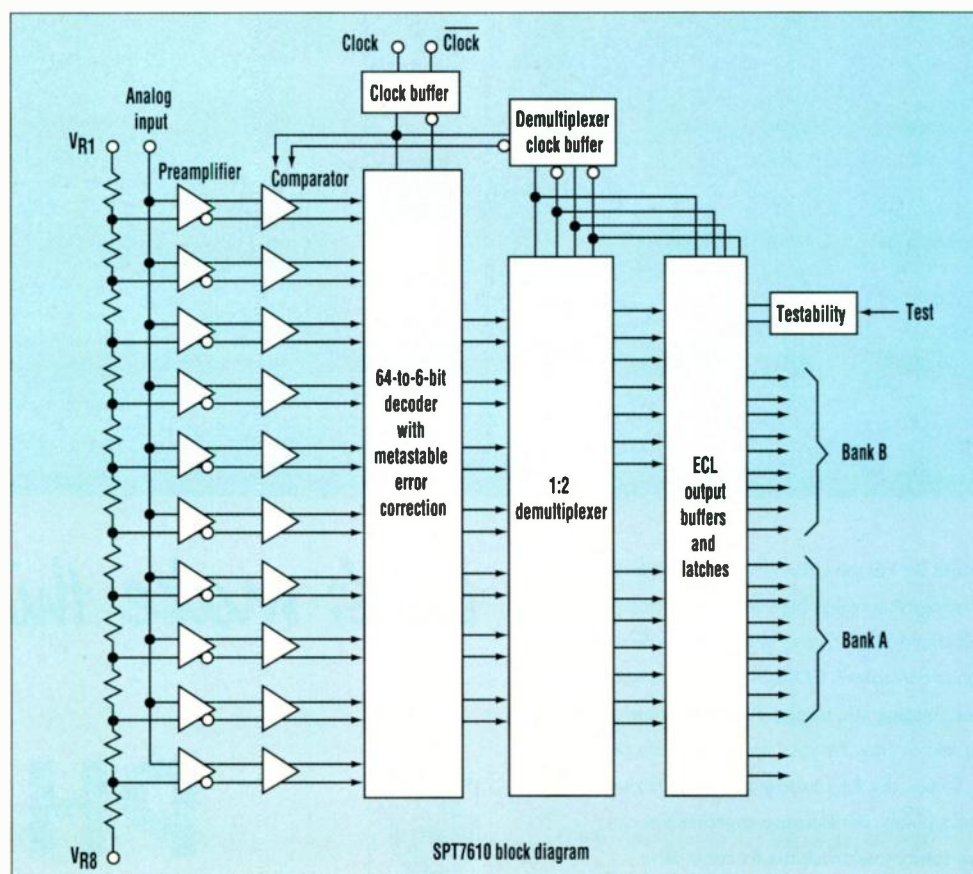 Clock Clock
Analog
input
Clock buffer
Demultiplexer
clock buffer
VR1
Preamplifier
Comparator
Testability
Test
64-to-6-bit
decoder
with
metastable
error
correction
1:2
demultiplexer
ECL
output
buffers
and
latches
Bank B
Bank A
VR8
SPT7610 block diagram